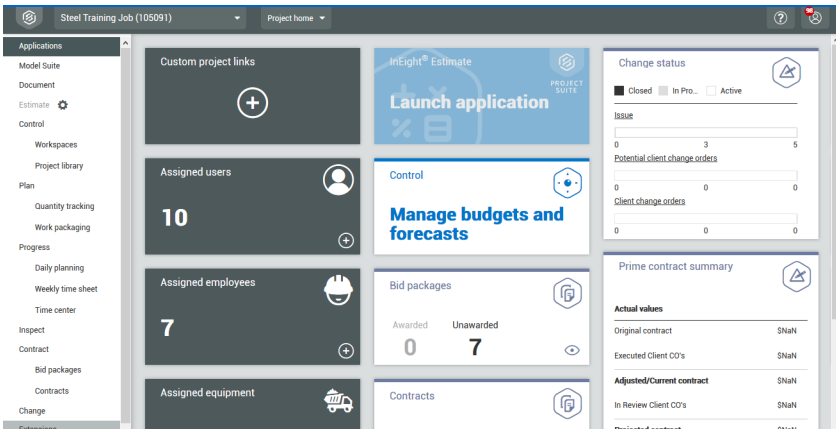 Steel Training Job (105091)
Project home
?
98
Applications
Model Suite
Document
Estimate
Control
Workspaces
Project library
Plan
Quantity tracking
Work packaging
Progress
Daily planning
Weekly time sheet
Time center
Inspect
Contract
Bid packages
Contracts
Change
Extensions
Custom project links
Assigned users
10
Assigned employees
7
Assigned equipment
InEight® Estimate
PROJECT
SUITE
Launch application
Control
Manage budgets and
forecasts
Bid packages
Awarded Unawarded
0 7
Contracts
Change status
Closed In Pro... Active
Issue
0 3 5
Potential client change orders
0 0 0
Client change orders
0 0 0
Prime contract summary
Actual values
Original contract $NaN
Executed Client CO's $NaN
Adjusted/Current contract $NaN
In Review Client CO's $NaN
Projected contract $NaN